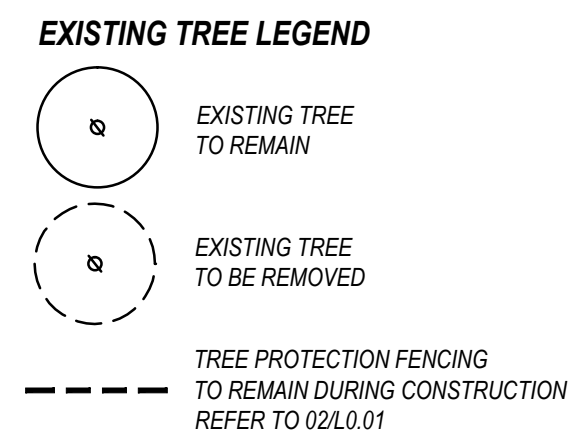 EXISTING TREE LEGEND
EXISTING TREE
TO REMAIN
EXISTING TREE
TO BE REMOVED
TREE PROTECTION FENCING
TO REMAIN DURING CONSTRUCTION
REFER TO 02/L0.01